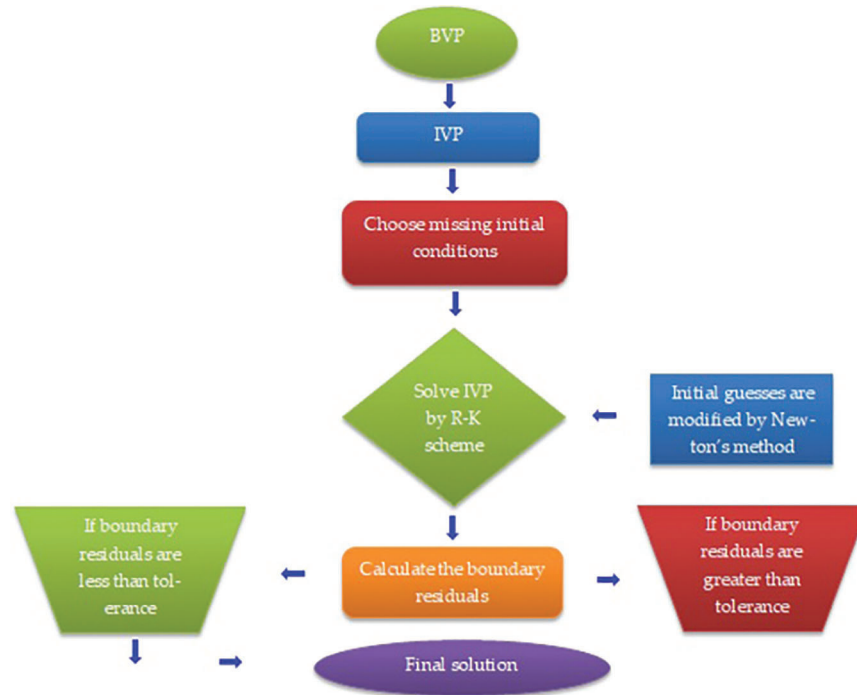 BVP
IVP
Choose missing initial
conditions
Solve IVP
by R-K
scheme
Initial guesses are
modified by New-
ton's method
If boundary
residuals are
less than tol-
erance
Calculate the boundary
residuals
If boundary
residuals are
greater than
tolerance
Final solution